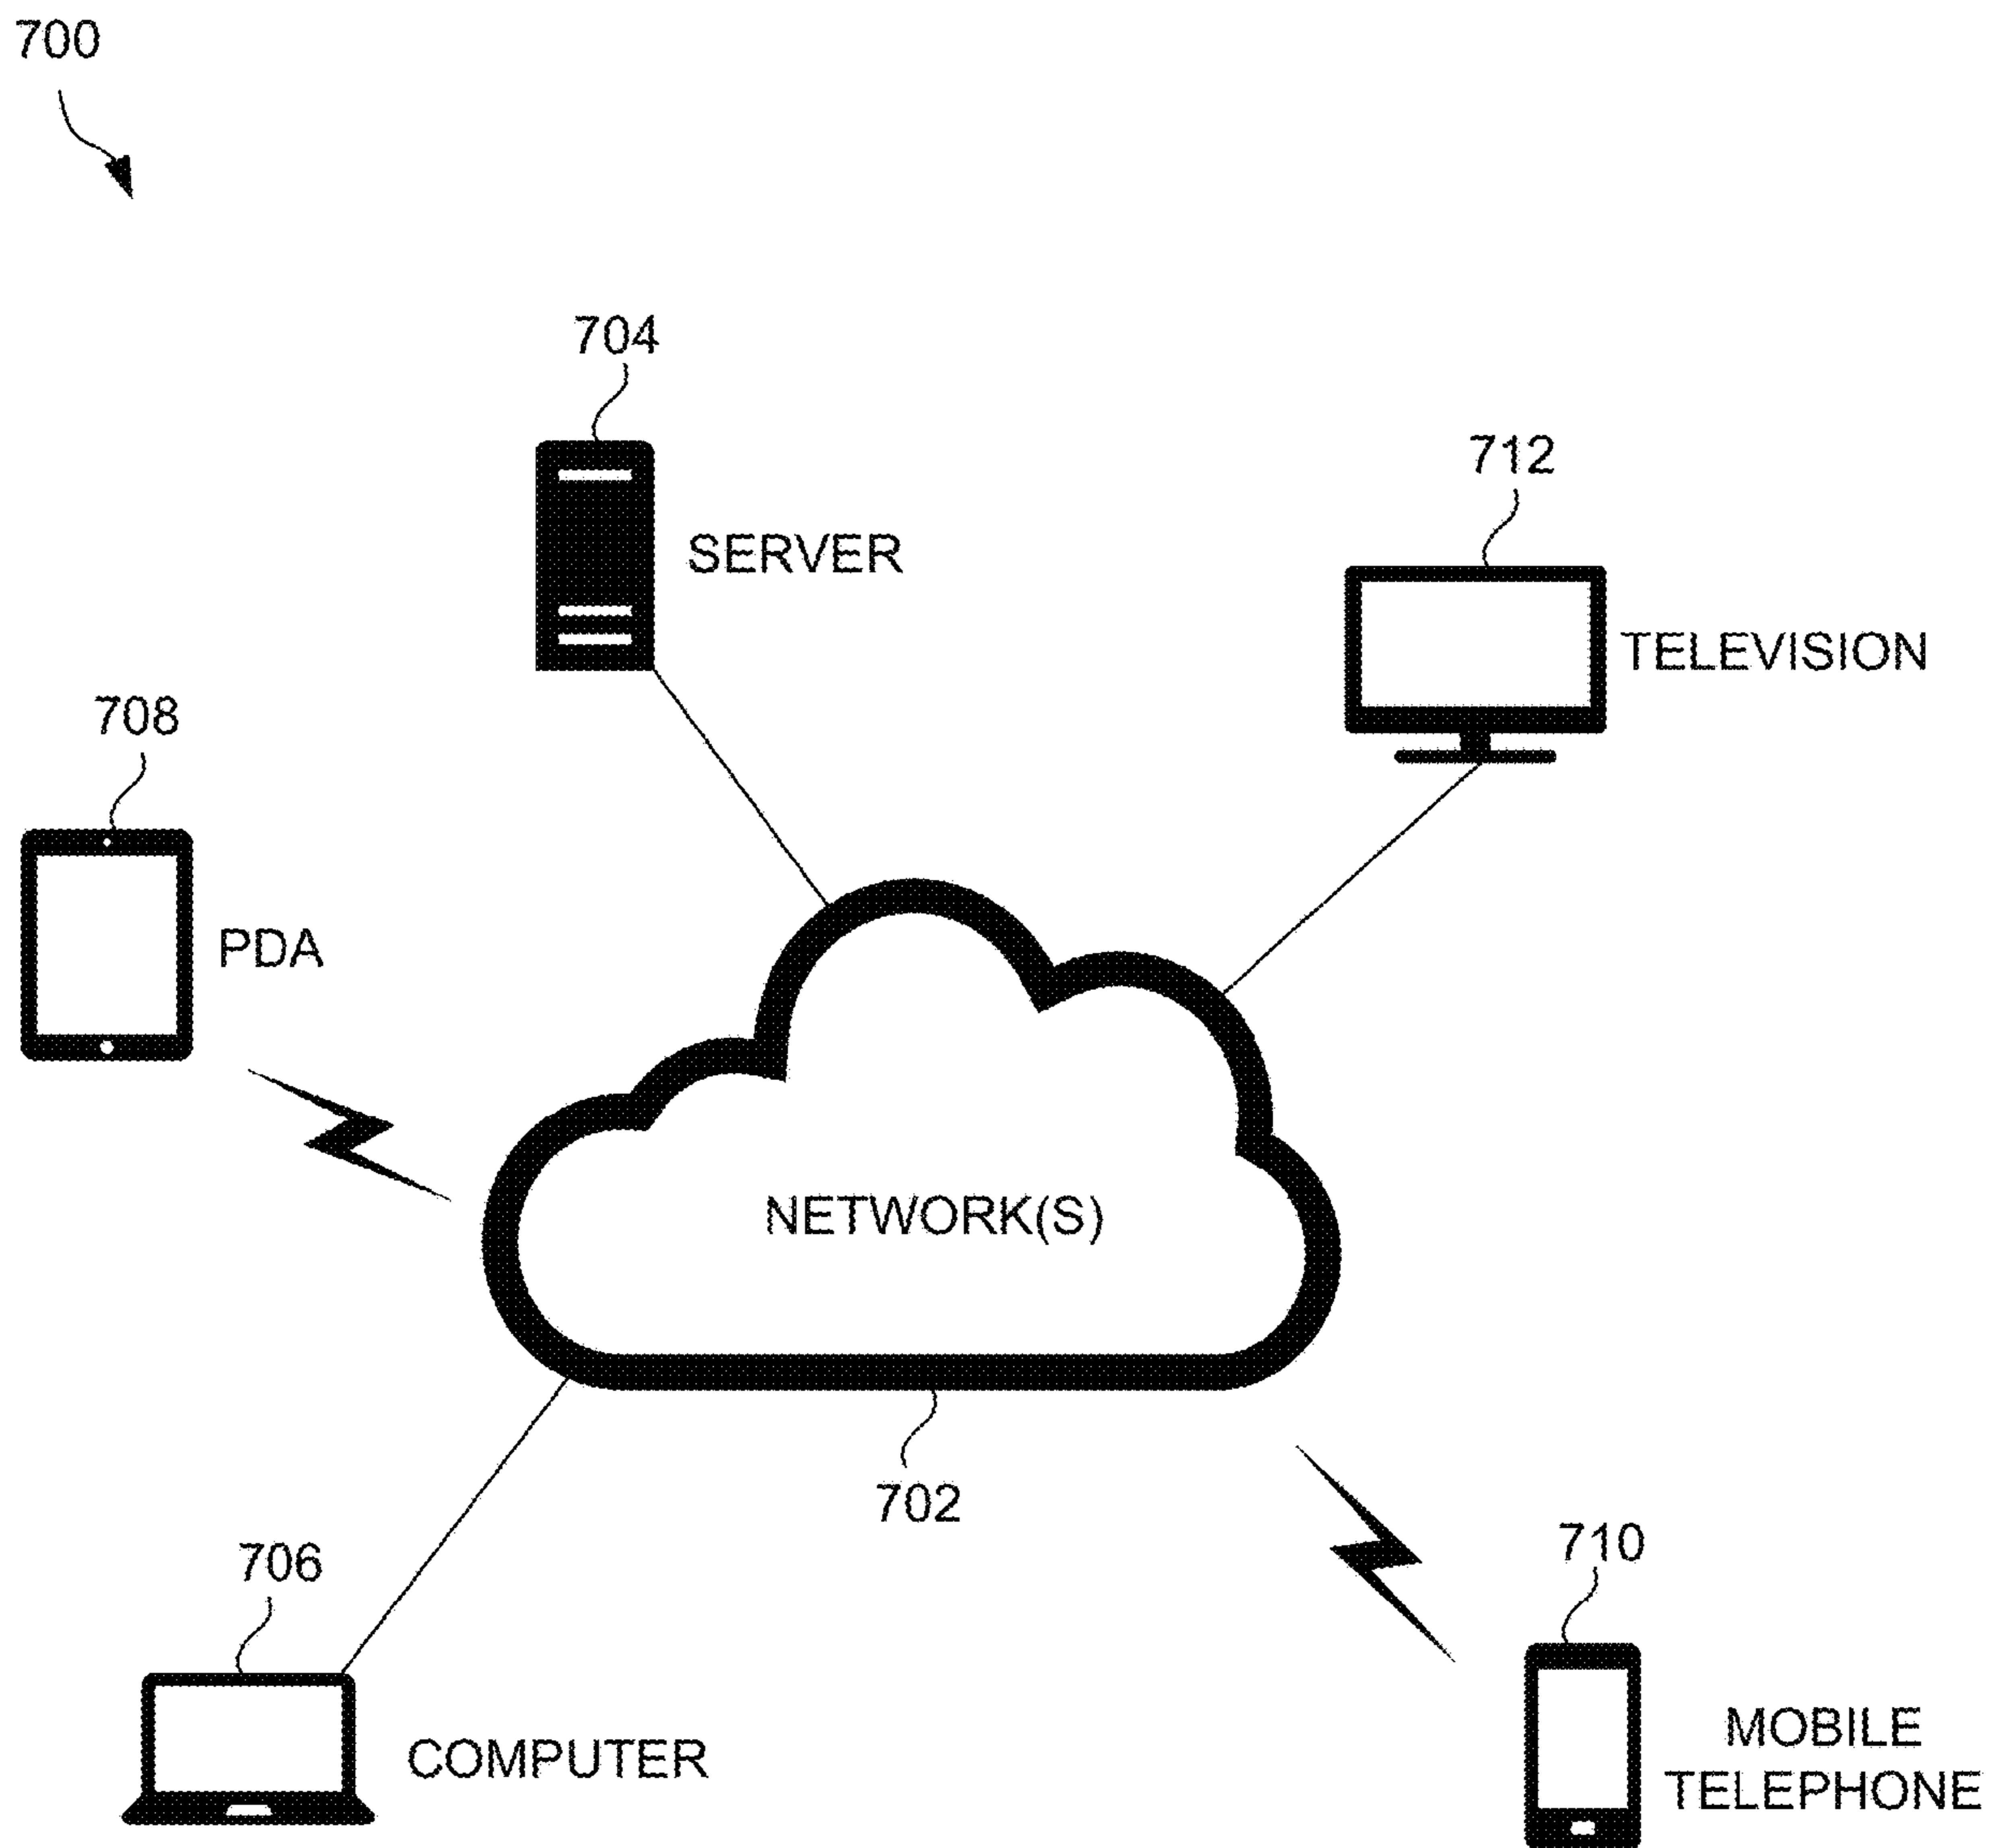 700
704
SERVER
712
TELEVISION
708
PDA
NETWORK(S)
702
706
COMPUTER
710
MOBILE
TELEPHONE